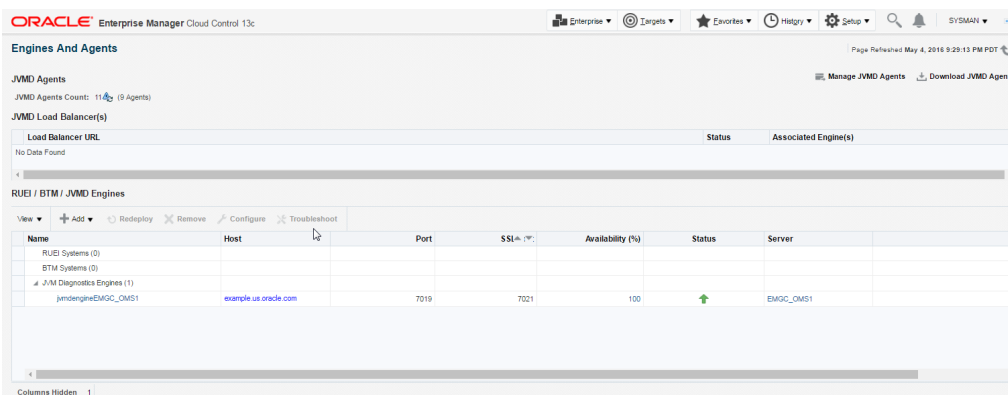 ORACLE® Enterprise Manager Cloud Control 13c Enterprise ▼ Targets ▼ Favorites ▼ History ▼ Setup ▼ SYSMAN ▼
Engines And Agents Page Refreshed May 4, 2016 9:29:13 PM PDT
JVMD Agents Manage JVMD Agents Download JVMD Agen
JVMD Agents Count: 11 (9 Agents)
JVMD Load Balancer(s)
Load Balancer URL Status Associated Engine(s)
No Data Found
RUEI / BTM / JVMD Engines
View ▼ Add ▼ Redeploy Remove Configure Troubleshoot
Name Host Port SSL Availability (%) Status Server
RUEI Systems (0)
BTM Systems (0)
JVM Diagnostics Engines (1)
jvmdengineEMGC_OMS1 example.us.oracle.com 7019 7021 100 EMGC_OMS1
Columns Hidden 1